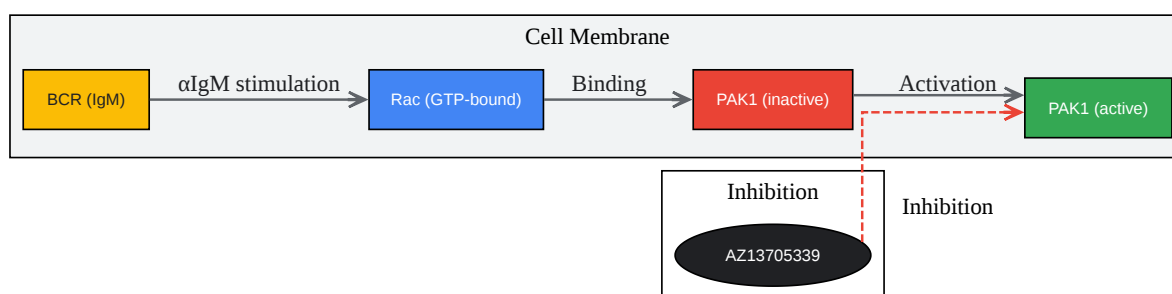 Cell Membrane
BCR (IgM)
αIgM stimulation
Rac (GTP-bound)
Binding
PAK1 (inactive)
Activation
PAK1 (active)
Inhibition
Inhibition
AZ13705339